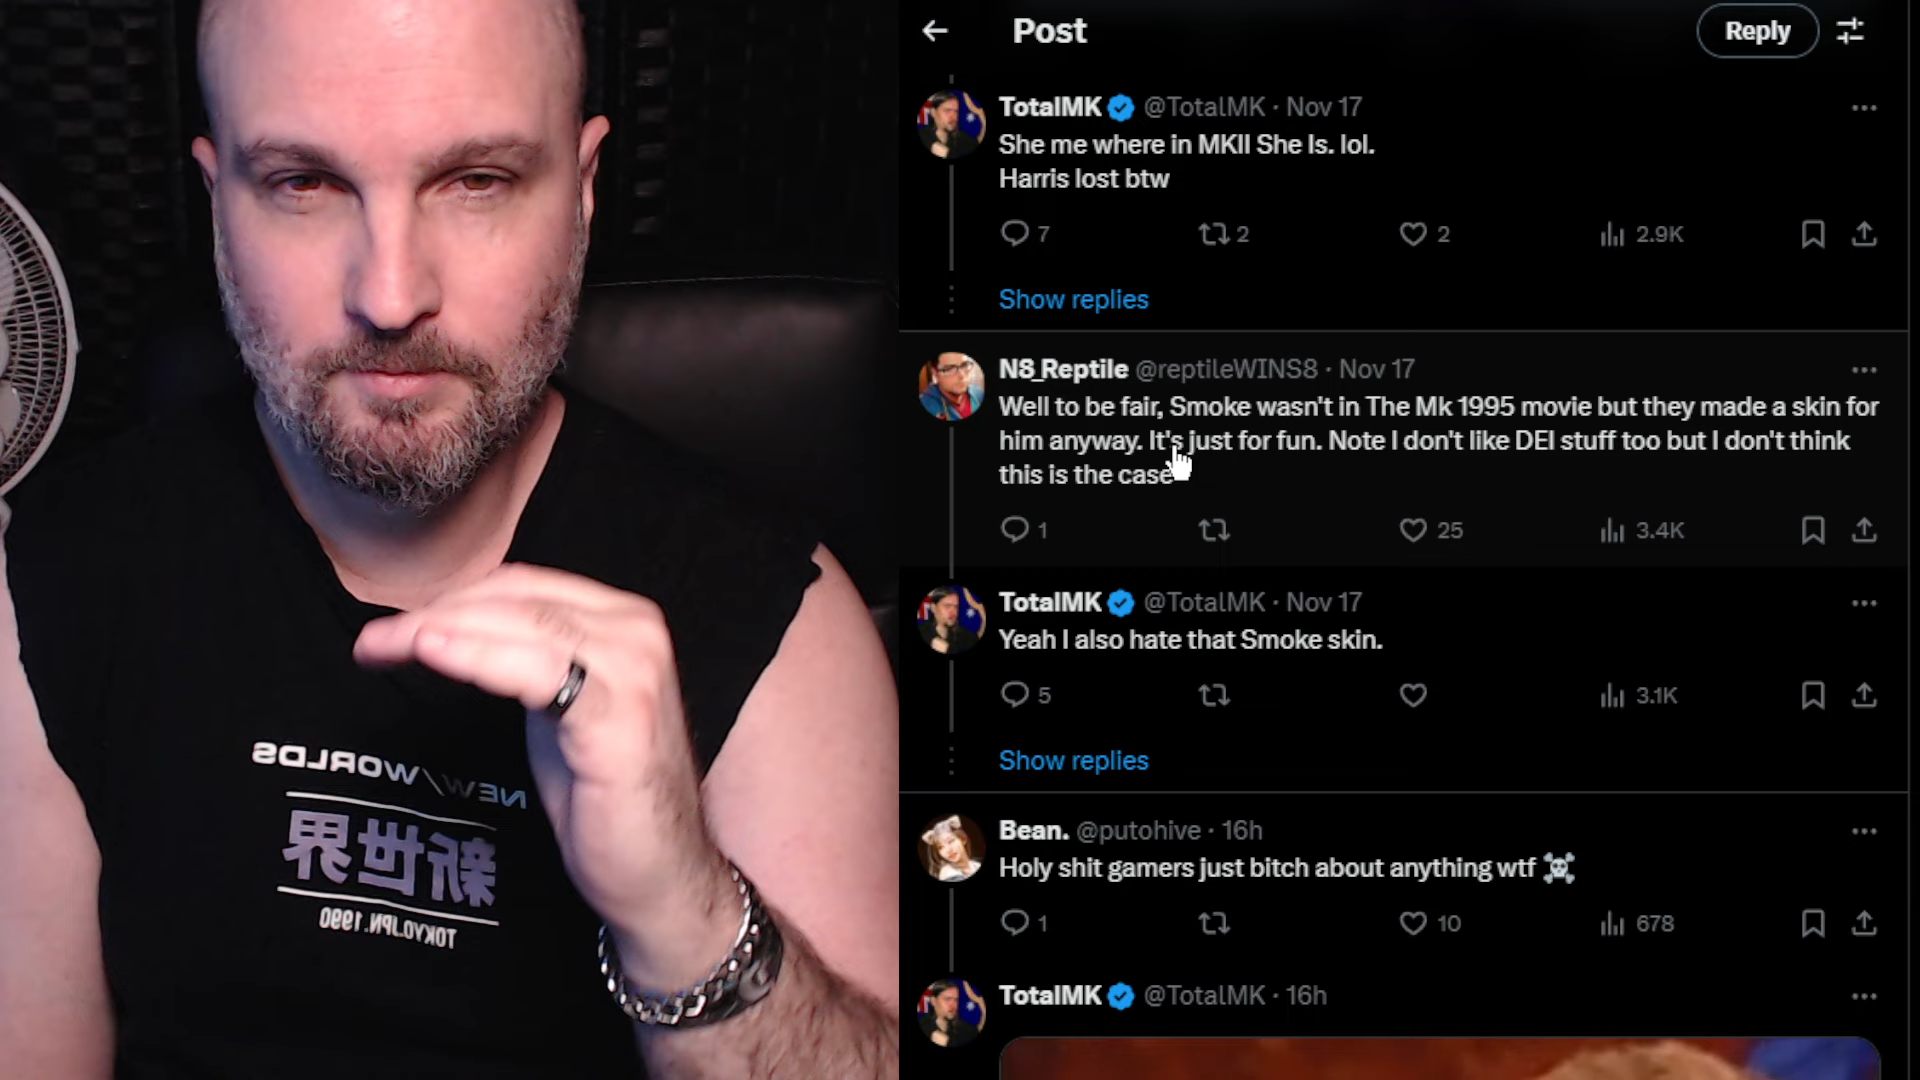 NEW/WORLDS
新世界
TOKYO.JPN.1990
Post
Reply
TotalMK @TotalMK · Nov 17
She me where in MKII She Is. lol.
Harris lost btw
7 2 2 2.9K
Show replies
N8_Reptile @reptileWINS8 · Nov 17
Well to be fair, Smoke wasn't in The Mk 1995 movie but they made a skin for
him anyway. It's just for fun. Note I don't like DEI stuff too but I don't think
this is the case
1 25 3.4K
TotalMK @TotalMK · Nov 17
Yeah I also hate that Smoke skin.
5 3.1K
Show replies
Bean. @putohive · 16h
Holy shit gamers just bitch about anything wtf ☠️
1 10 678
TotalMK @TotalMK · 16h